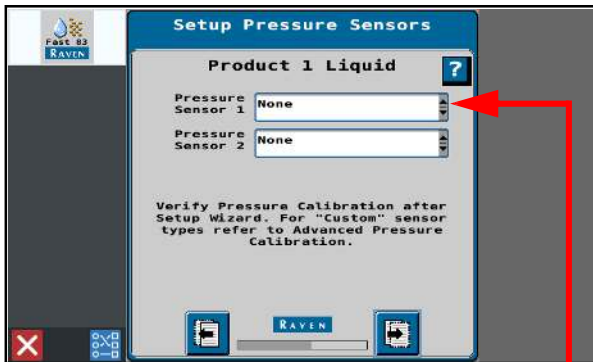 Fast 83
RAVEN
Setup Pressure Sensors
Product 1 Liquid
?
Pressure
Sensor 1
None
Pressure
Sensor 2
None
Verify Pressure Calibration after
Setup Wizard. For "Custom" sensor
types refer to Advanced Pressure
Calibration.
RAVEN